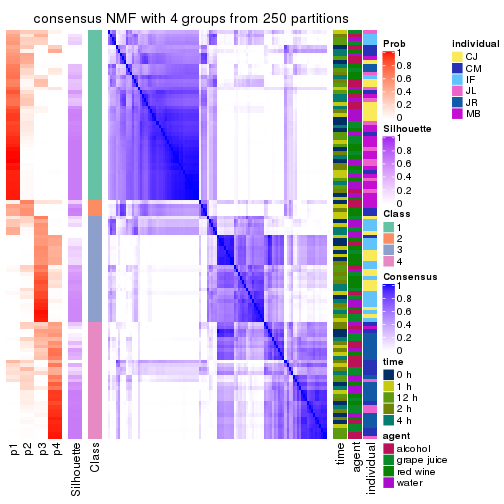 consensus NMF with 4 groups from 250 partitions
p1
p2
p3
p4
Silhouette
Class
time
agent
individual
Prob
1
0.8
0.6
0.4
0.2
0
Silhouette
1
0.8
0.6
0.4
0.2
0
Class
1
2
3
4
Consensus
1
0.8
0.6
0.4
0.2
0
time
0 h
1 h
12 h
2 h
4 h
agent
alcohol
grape juice
red wine
water
Individual
CJ
CM
IF
JL
JR
MB